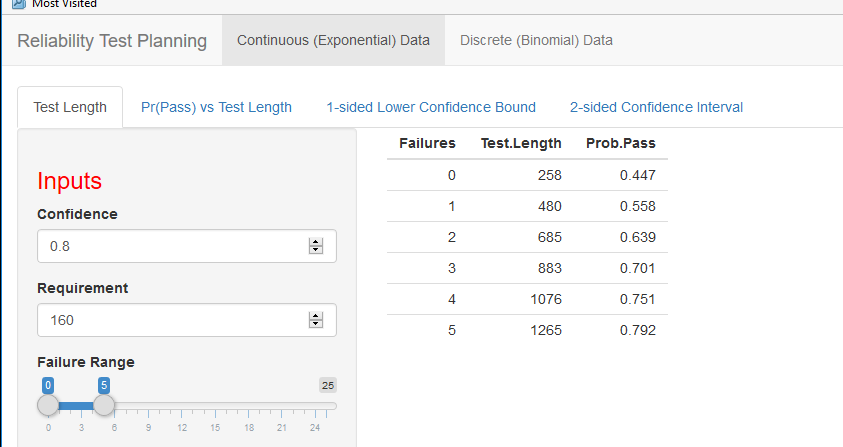 Most Visited
Reliability Test Planning Continuous (Exponential) Data Discrete (Binomial) Data
Test Length Pr(Pass) vs Test Length 1-sided Lower Confidence Bound 2-sided Confidence Interval
Inputs
Confidence
0.8
Requirement
160
Failure Range
0 5 25
0 3 6 9 12 15 18 21 24
Failures Test.Length Prob.Pass
0 258 0.447
1 480 0.558
2 685 0.639
3 883 0.701
4 1076 0.751
5 1265 0.792